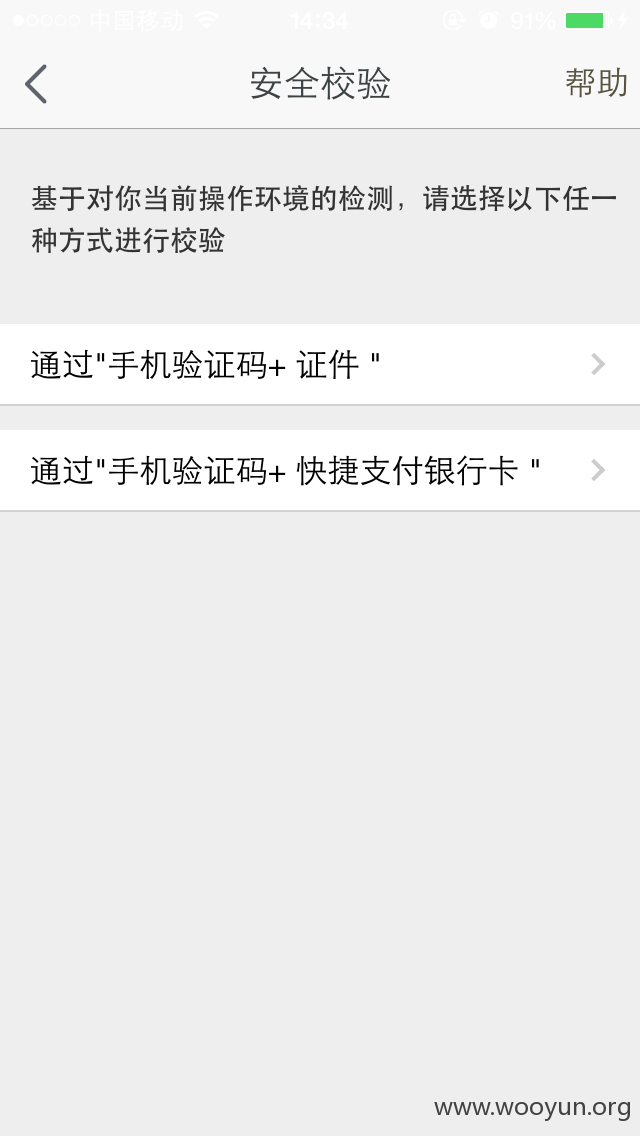 中国移动 14:34 91%
安全校验 帮助
基于对你当前操作环境的检测，请选择以下任一
种方式进行校验
通过"手机验证码+ 证件 "
通过"手机验证码+ 快捷支付银行卡 "
www.wooyun.org